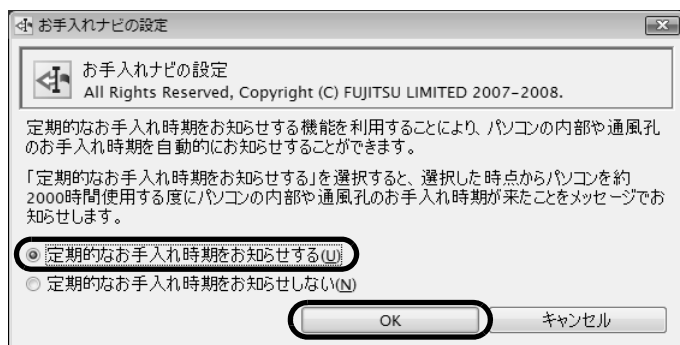 お手入れナビの設定
お手入れナビの設定
All Rights Reserved, Copyright (C) FUJITSU LIMITED 2007-2008.
定期的なお手入れ時期をお知らせする機能を利用することにより、パソコンの内部や通風孔
のお手入れ時期を自動的にお知らせすることができます。
「定期的なお手入れ時期をお知らせする」を選択すると、選択した時点からパソコンを約
2000時間使用する度にパソコンの内部や通風孔のお手入れ時期が来たことをメッセージでお
知らせします。
定期的なお手入れ時期をお知らせする(U)
定期的なお手入れ時期をお知らせしない(N)
OK キャンセル